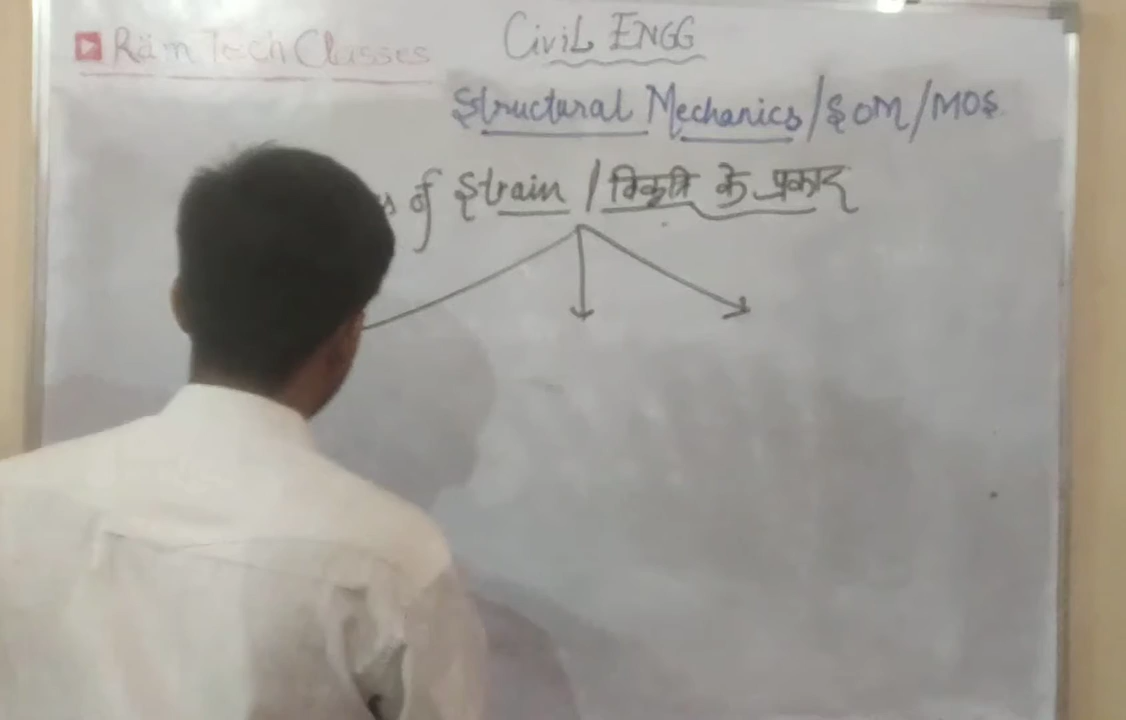 Ram Tech Classes
Civil ENGG
Structural Mechanics/SOM/MOS
of Strain / विकृति के प्रकार